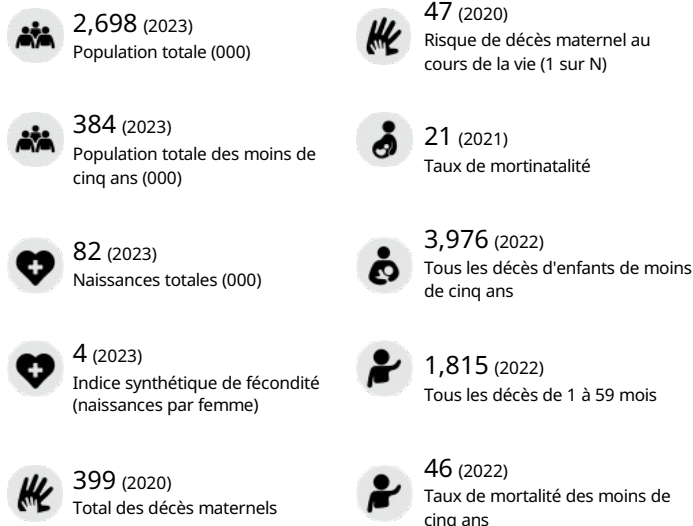 2,698 (2023)
Population totale (000)
384 (2023)
Population totale des moins de
cinq ans (000)
82 (2023)
Naissances totales (000)
4 (2023)
Indice synthétique de fécondité
(naissances par femme)
399 (2020)
Total des décès maternels
47 (2020)
Risque de décès maternel au
cours de la vie (1 sur N)
21 (2021)
Taux de mortinatalité
3,976 (2022)
Tous les décès d'enfants de moins
de cinq ans
1,815 (2022)
Tous les décès de 1 à 59 mois
46 (2022)
Taux de mortalité des moins de
cinq ans